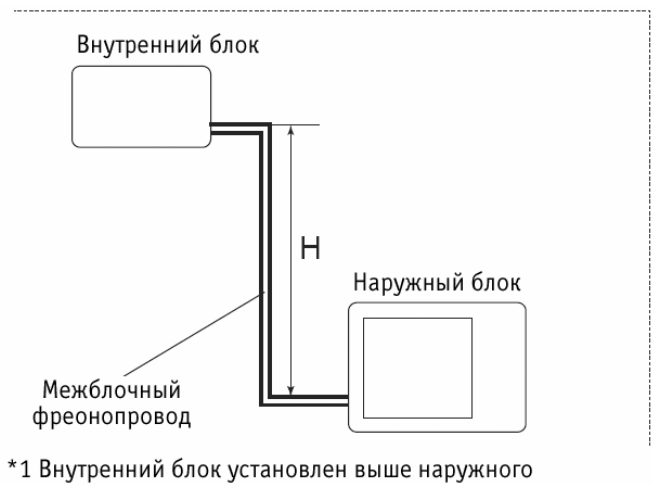 Внутренний блок
H
Наружный блок
Межблочный
фреонопровод
*1 Внутренний блок установлен выше наружного